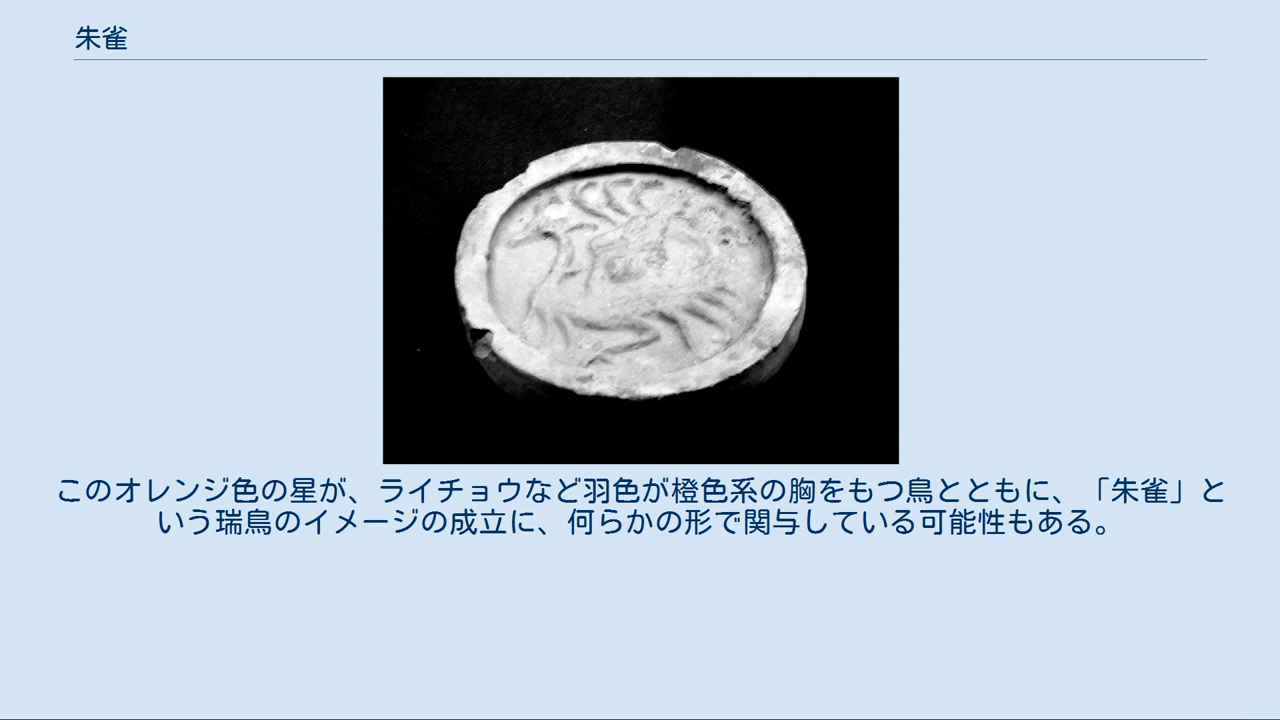 朱雀
このオレンジ色の星が、ライチョウなど羽色が橙色系の胸をもつ鳥とともに、「朱雀」と
いう瑞鳥のイメージの成立に、何らかの形で関与している可能性もある。